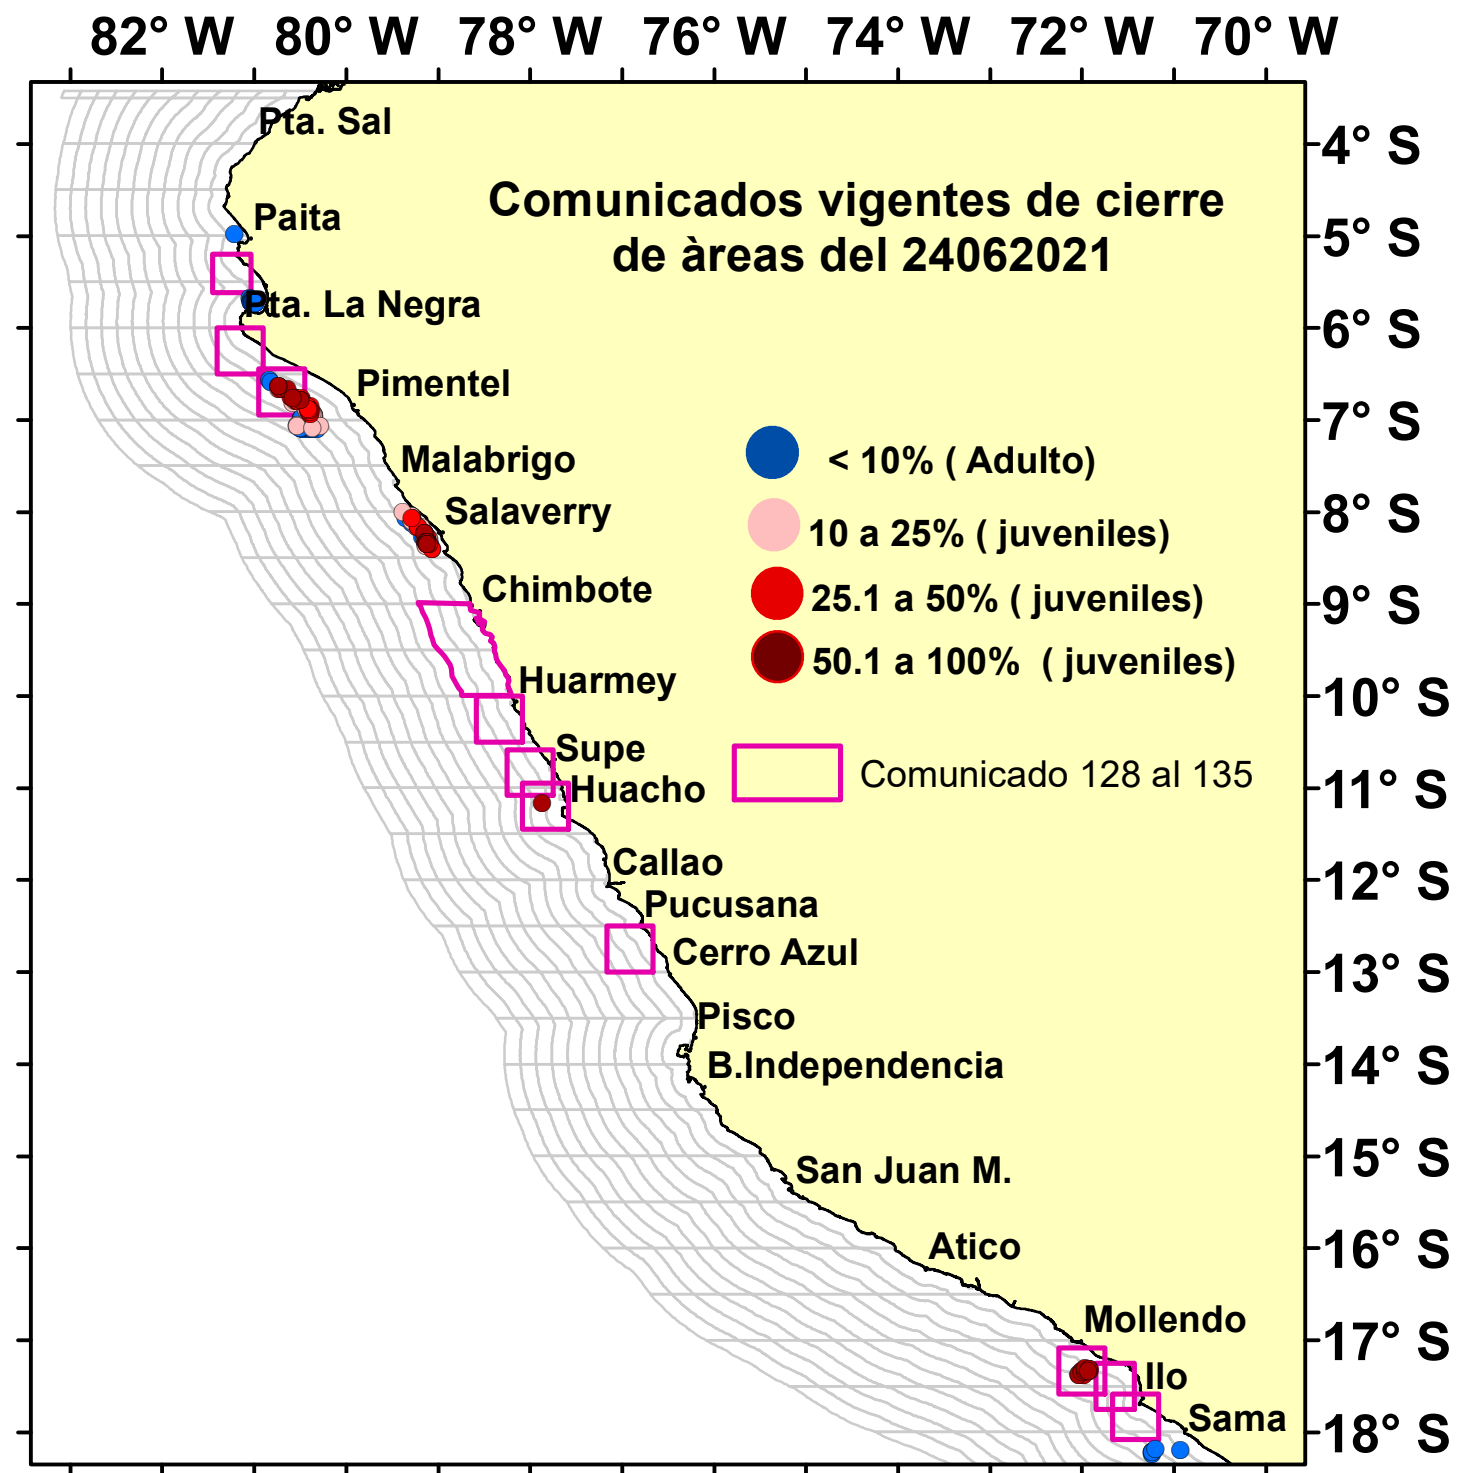 82° W 80° W 78° W 76° W 74° W 72° W 70° W
Pta. Sal
4° S
Comunicados vigentes de cierre
de àreas del 24062021
Paita
5° S
Pta. La Negra
6° S
Pimentel
7° S
Malabrigo
< 10% ( Adulto)
Salaverry
8° S
10 a 25% ( juveniles)
Chimbote
25.1 a 50% ( juveniles)
9° S
50.1 a 100% ( juveniles)
Huarmey
10° S
Supe
Comunicado 128 al 135
Huacho
11° S
Callao
12° S
Pucusana
Cerro Azul
13° S
Pisco
B.Independencia
14° S
San Juan M.
15° S
Atico
16° S
Mollendo
17° S
Ilo
Sama
18° S